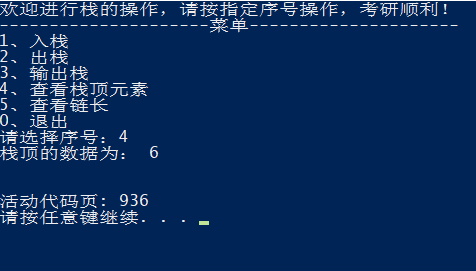 欢迎进行栈的操作，请按指定序号操作，考研顺利！
---------------------菜单---------------------
1、入栈
2、出栈
3、输出栈
4、查看栈顶元素
5、查看链长
0、退出
请选择序号：4
栈顶的数据为： 6
活动代码页: 936
请按任意键继续. . .